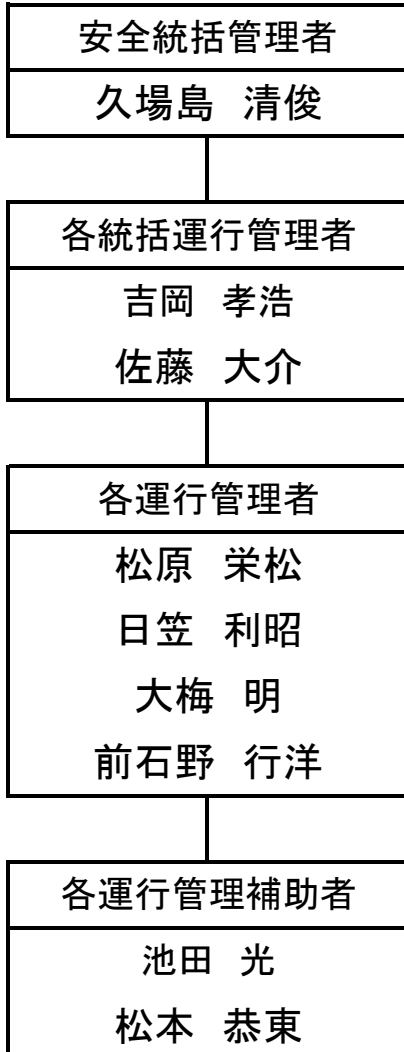 安全統括管理者
久場島 清俊
各統括運行管理者
吉岡 孝浩
佐藤 大介
各運行管理者
松原 栄松
日笠 利昭
大梅 明
前石野 行洋
各運行管理補助者
池田 光
松本 恭東